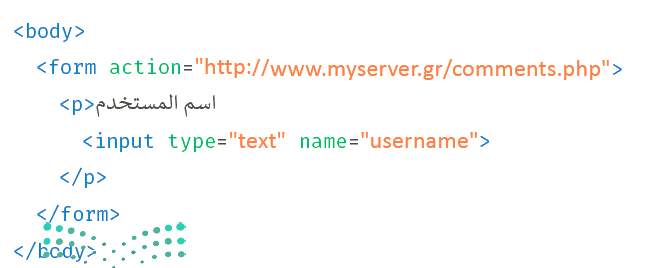 <body>
<form action="http://www.myserver.gr/comments.php">
<p>اسم المستخدم
<input type="text" name="username">
</p>
</form>
</body>